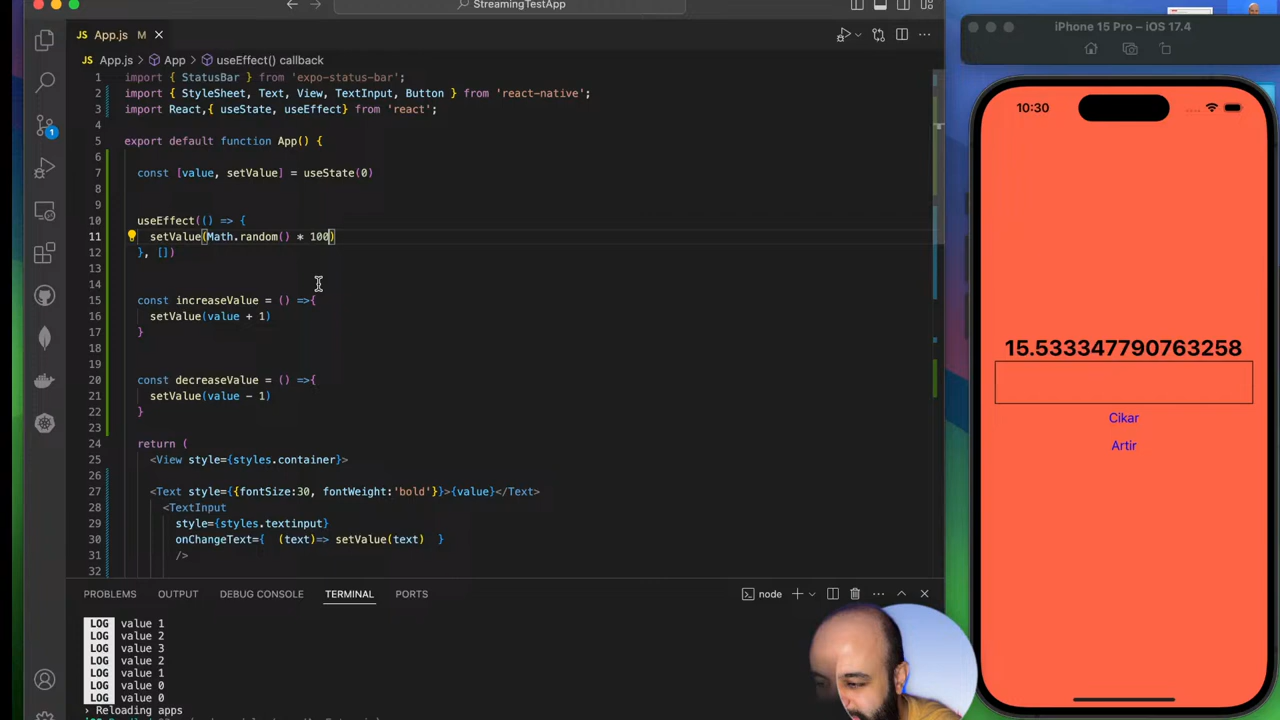 StreamingTestApp
iPhone 15 Pro – iOS 17.4
JS App.js M
JS App.js > App > useEffect() callback
1 import { StatusBar } from 'expo-status-bar';
2 import { StyleSheet, Text, View, TextInput, Button } from 'react-native';
3 import React,{ useState, useEffect} from 'react';
4
5 export default function App() {
6
7 const [value, setValue] = useState(0)
8
9
10 useEffect(() => {
11 setValue(Math.random() * 100)
12 }, [])
13
14
15 const increaseValue = () =>{
16 setValue(value + 1)
17 }
18
19
20 const decreaseValue = () =>{
21 setValue(value - 1)
22 }
23
24 return (
25 <View style={styles.container}>
26
27 <Text style={{fontSize:30, fontWeight:'bold'}}>{value}</Text>
28 <TextInput
29 style={styles.textinput}
30 onChangeText={ (text)=> setValue(text) }
31 />
32
1
PROBLEMS OUTPUT DEBUG CONSOLE TERMINAL PORTS
node
LOG value 1
LOG value 2
LOG value 3
LOG value 2
LOG value 1
LOG value 0
LOG value 0
› Reloading apps
10:30
15.533347790763258
Cikar
Artir